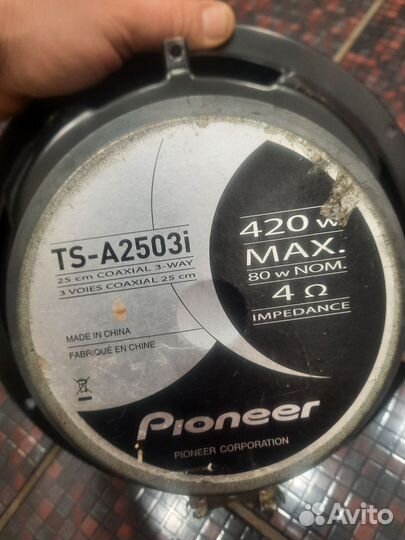 TS-A2503i
25 cm COAXIAL 3-WAY
3 VOIES COAXIAL 25 cm
420 w
MAX.
80 w NOM.
4 Ω
IMPEDANCE
MADE IN CHINA
FABRIQUÉ EN CHINE
Pioneer
PIONEER CORPORATION
Avito